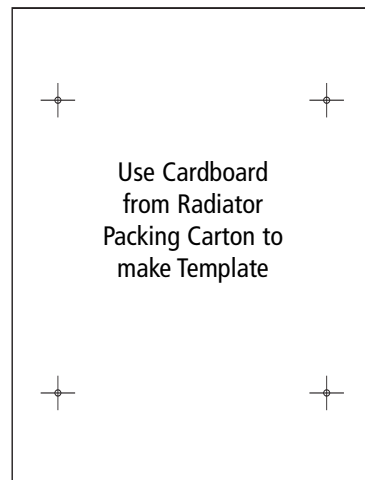 Use Cardboard
from Radiator
Packing Carton to
make Template